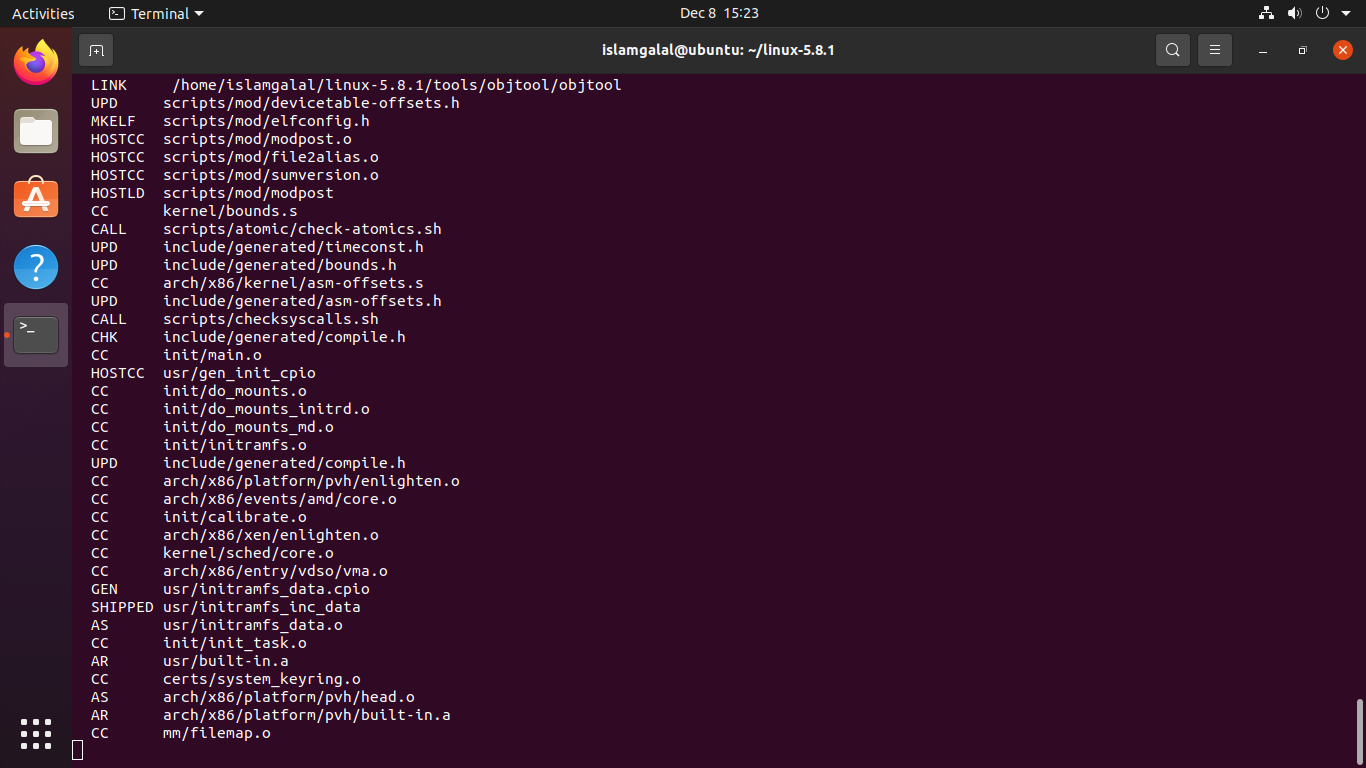 Activities Terminal Dec 8 15:23
islamgalal@ubuntu: ~/linux-5.8.1
LINK /home/islamgalal/linux-5.8.1/tools/objtool/objtool
UPD scripts/mod/devicetable-offsets.h
MKELF scripts/mod/elfconfig.h
HOSTCC scripts/mod/modpost.o
HOSTCC scripts/mod/file2alias.o
HOSTCC scripts/mod/sumversion.o
HOSTLD scripts/mod/modpost
CC kernel/bounds.s
CALL scripts/atomic/check-atomics.sh
UPD include/generated/timeconst.h
UPD include/generated/bounds.h
CC arch/x86/kernel/asm-offsets.s
UPD include/generated/asm-offsets.h
CALL scripts/checksyscalls.sh
CHK include/generated/compile.h
CC init/main.o
HOSTCC usr/gen_init_cpio
CC init/do_mounts.o
CC init/do_mounts_initrd.o
CC init/do_mounts_md.o
CC init/initramfs.o
UPD include/generated/compile.h
CC arch/x86/platform/pvh/enlighten.o
CC arch/x86/events/amd/core.o
CC init/calibrate.o
CC arch/x86/xen/enlighten.o
CC kernel/sched/core.o
CC arch/x86/entry/vdso/vma.o
GEN usr/initramfs_data.cpio
SHIPPED usr/initramfs_inc_data
AS usr/initramfs_data.o
CC init/init_task.o
AR usr/built-in.a
CC certs/system_keyring.o
AS arch/x86/platform/pvh/head.o
AR arch/x86/platform/pvh/built-in.a
CC mm/filemap.o